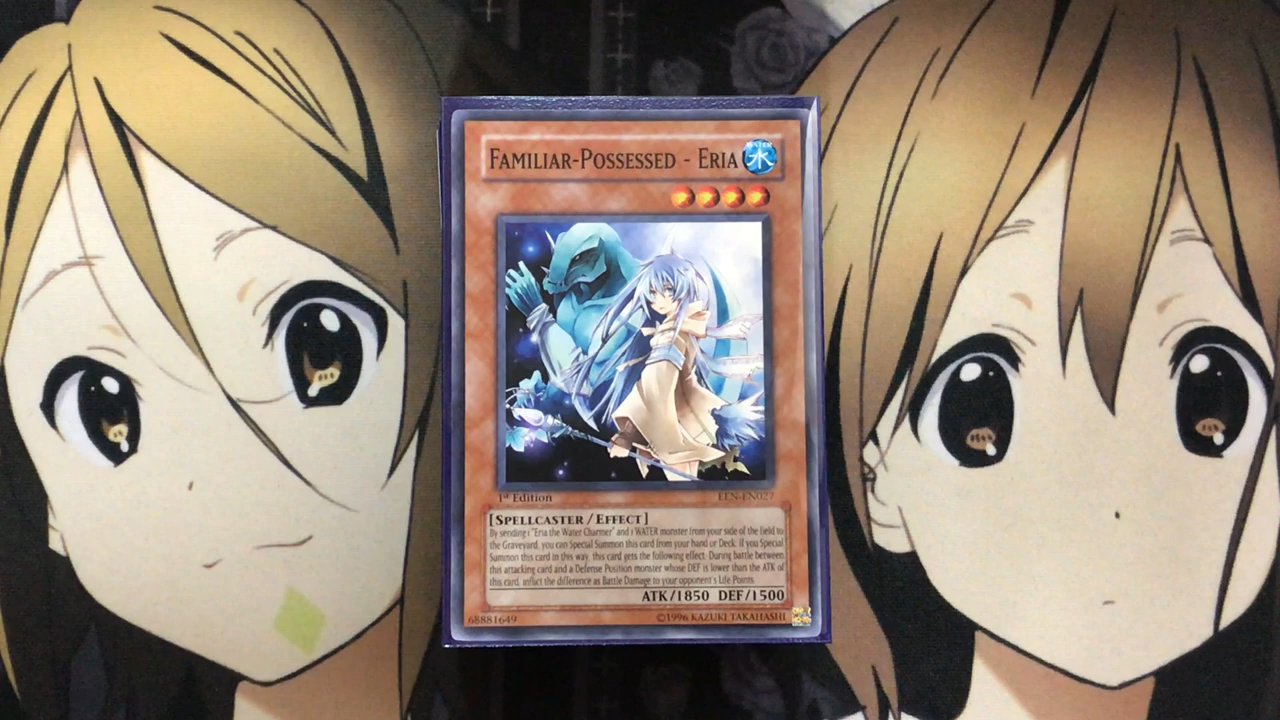 FAMILIAR-POSSESSED - ERIA
WATER
水
1st Edition
EEN-EN027
[SPELLCASTER / EFFECT]
By sending 1 "Eria the Water Charmer" and 1 WATER monster from your side of the field to
the Graveyard, you can Special Summon this card from your hand or Deck. If you Special
Summon this card in this way, this card gets the following effect: During battle between
this attacking card and a Defense Position monster whose DEF is lower than the ATK of
this card, inflict the difference as Battle Damage to your opponent's Life Points.
ATK/1850 DEF/1500
68881649
©1996 KAZUKI TAKAHASHI